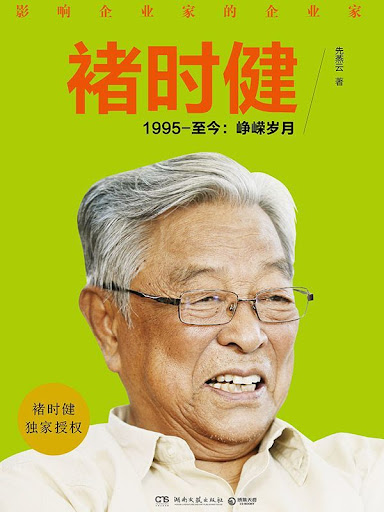 影响企业家的企业家
褚时健
先燕云 著
1995-至今：峥嵘岁月
褚时健
独家授权
湖南文艺出版社
博集天卷